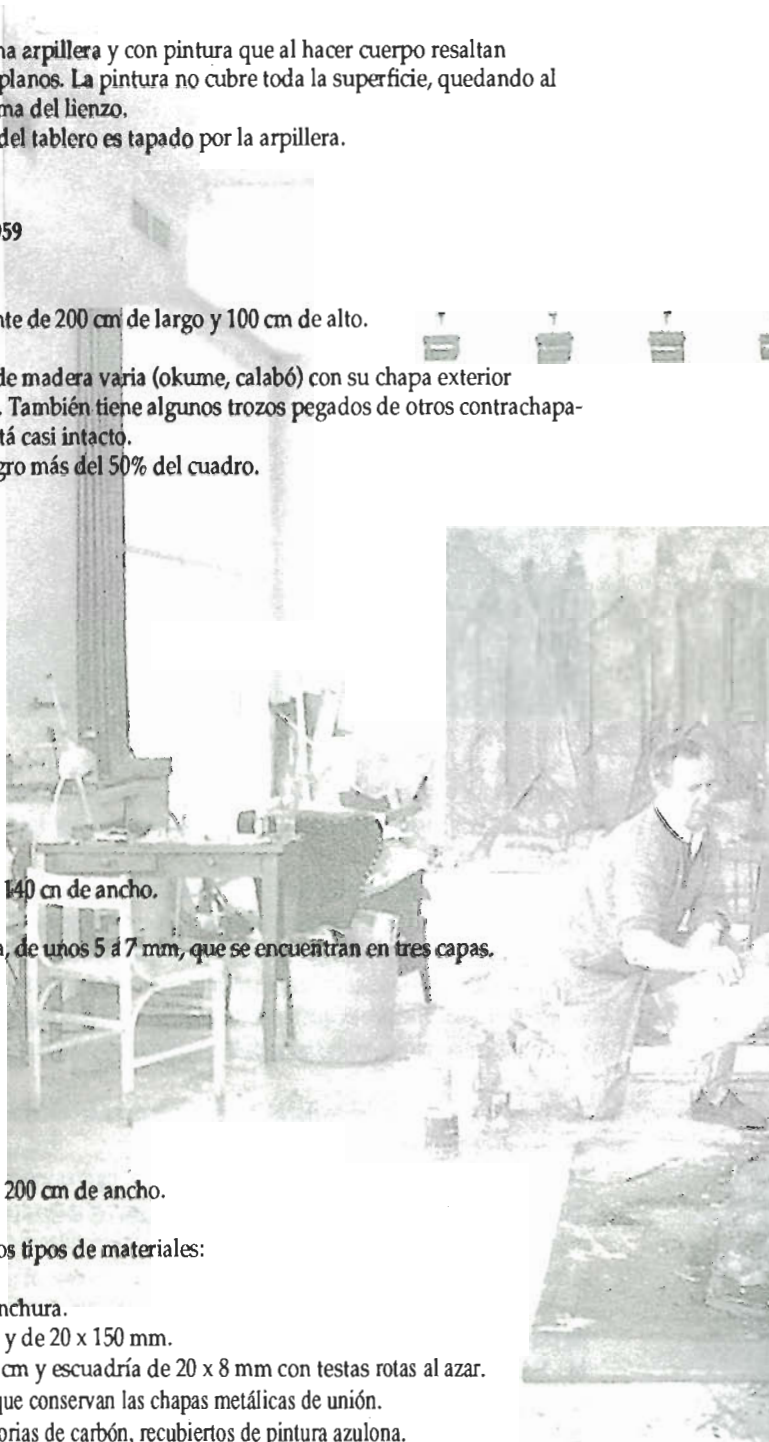 na arpillera y con pintura que al hacer cuerpo resaltan
planos. La pintura no cubre toda la superficie, quedando al
ma del lienzo.
del tablero es tapado por la arpillera.
959
nte de 200 cm de largo y 100 cm de alto.
de madera varia (okume, calabó) con su chapa exterior
. También tiene algunos trozos pegados de otros contrachapa-
tá casi intacto.
gro más del 50% del cuadro.
140 cn de ancho.
a, de unos 5 á 7 mm, que se encuentran en tres capas.
200 cm de ancho.
os tipos de materiales:
nchura.
y de 20 x 150 mm.
cm y escuadría de 20 x 8 mm con testas rotas al azar.
que conservan las chapas metálicas de unión.
orias de carbón, recubiertos de pintura azulona.